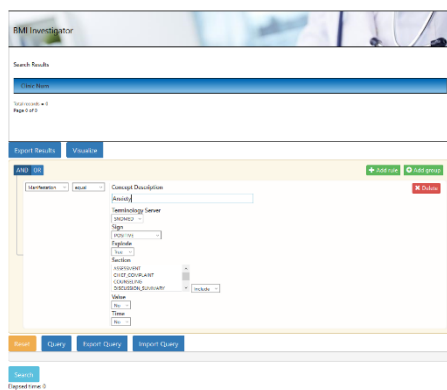 BMI Investigator
Search Results
Clinic Num
Total records = 0
Page 0 of 0
Export Results Visualize
AND OR Add rule Add group
Manifestation equal Concept Description Delete
Anxiety
Terminology Server
SNOMED
Sign
POSITIVE
Explode
True
Section
ASSESSMENT
CHIEF_COMPLAINT
COUNSELING
DISCUSSION_SUMMARY Include
Value
No
Time
No
Reset Query Export Query Import Query
Search
Elapsed time: 0